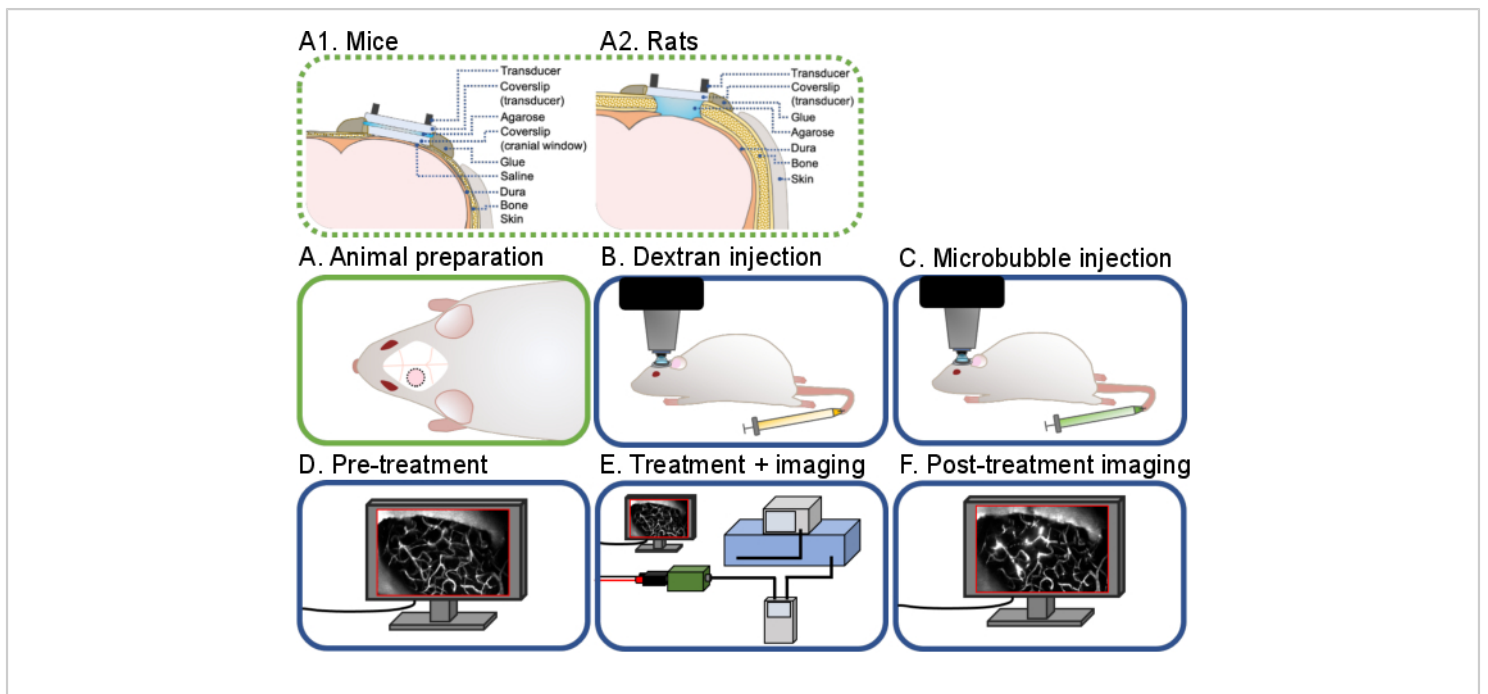 A1. Mice
A2. Rats
Transducer
Coverslip
(transducer)
Agarose
Coverslip
(cranial window)
Glue
Saline
Dura
Bone
Skin
Transducer
Coverslip
(transducer)
Glue
Agarose
Dura
Bone
Skin
A. Animal preparation
B. Dextran injection
C. Microbubble injection
D. Pre-treatment
E. Treatment + imaging
F. Post-treatment imaging